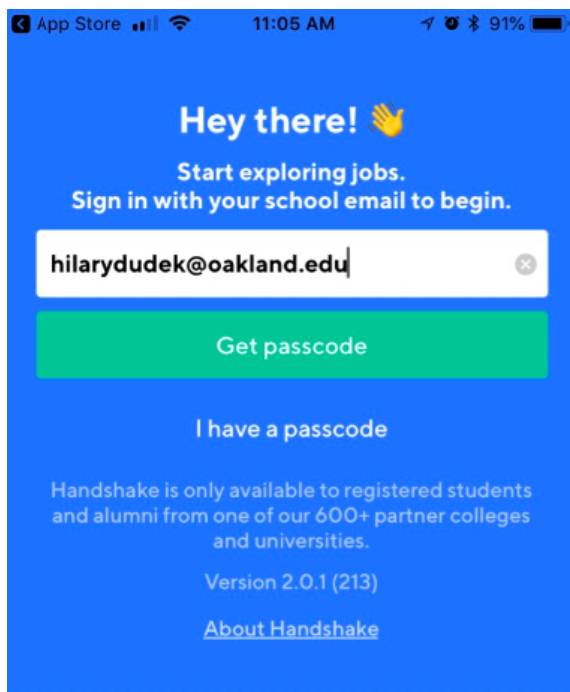 App Store 11:05 AM 91%
Hey there! 👋
Start exploring jobs.
Sign in with your school email to begin.
hilarydudek@oakland.edu
Get passcode
I have a passcode
Handshake is only available to registered students
and alumni from one of our 600+ partner colleges
and universities.
Version 2.0.1 (213)
About Handshake